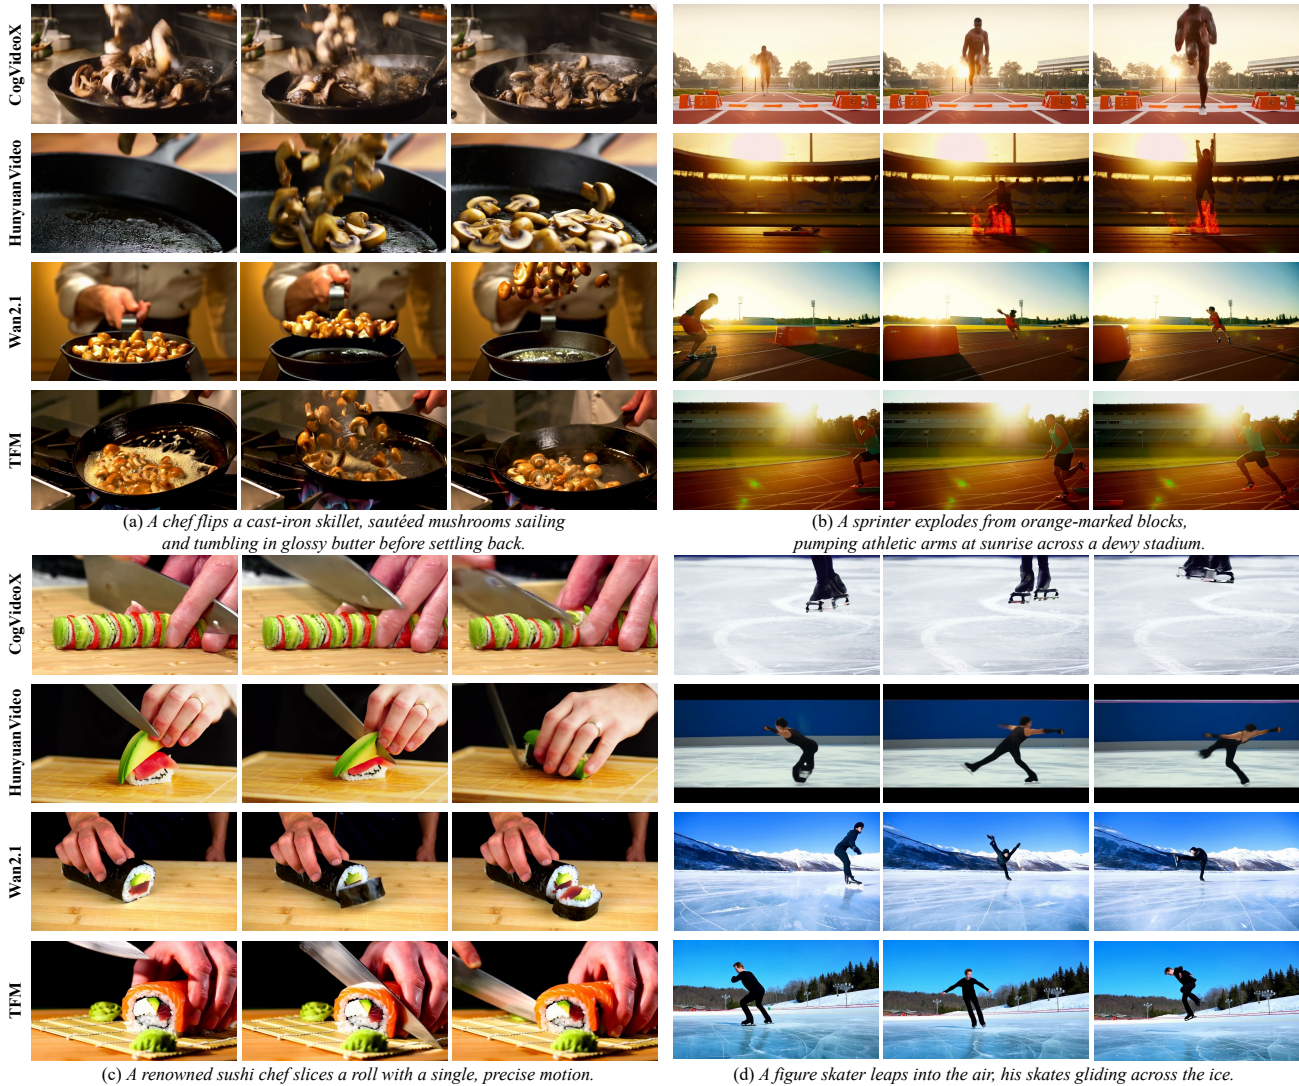 CogVideoX
HunyuanVideo
Wan2.1
TFM
(a) A chef flips a cast-iron skillet, sautéed mushrooms sailing
and tumbling in glossy butter before settling back.
(b) A sprinter explodes from orange-marked blocks,
pumping athletic arms at sunrise across a dewy stadium.
CogVideoX
HunyuanVideo
Wan2.1
TFM
(c) A renowned sushi chef slices a roll with a single, precise motion.
(d) A figure skater leaps into the air, his skates gliding across the ice.